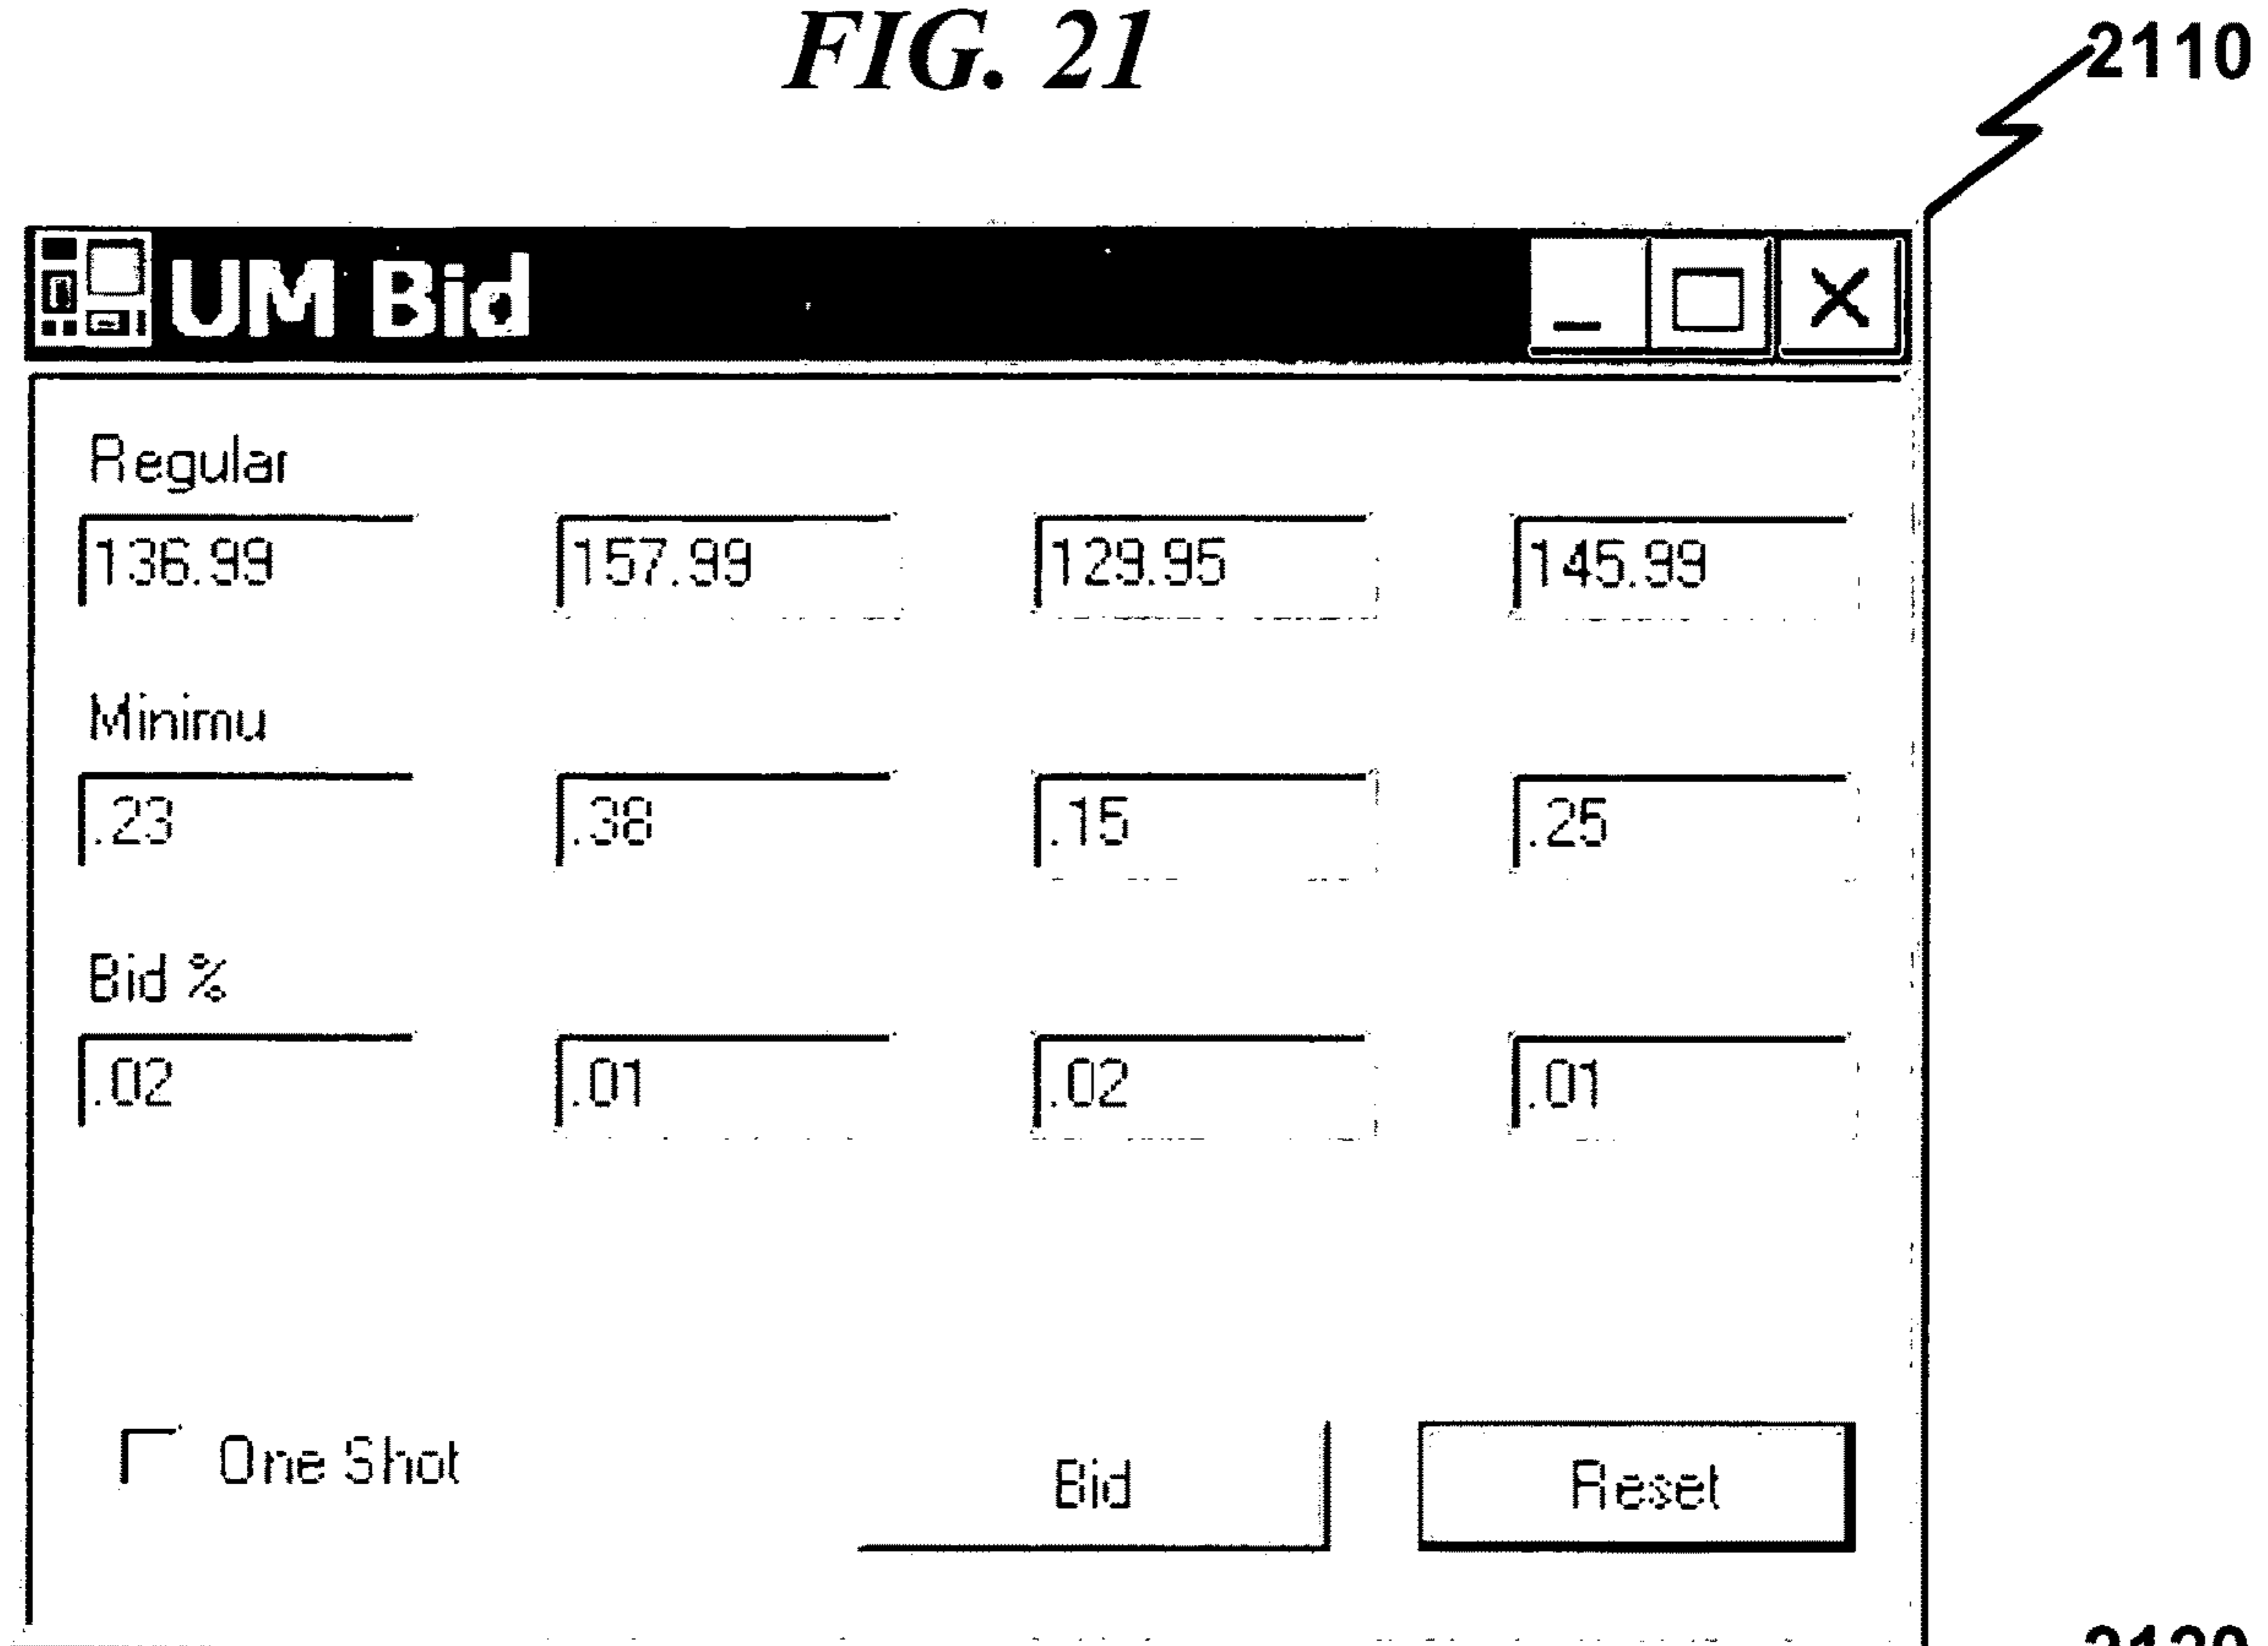 FIG. 21
2110
UM Bid
Regular
136.99 157.99 129.95 145.99
Minimu
.23 .38 .15 .25
Bid %
.02 .01 .02 .01
One Shot Bid Reset